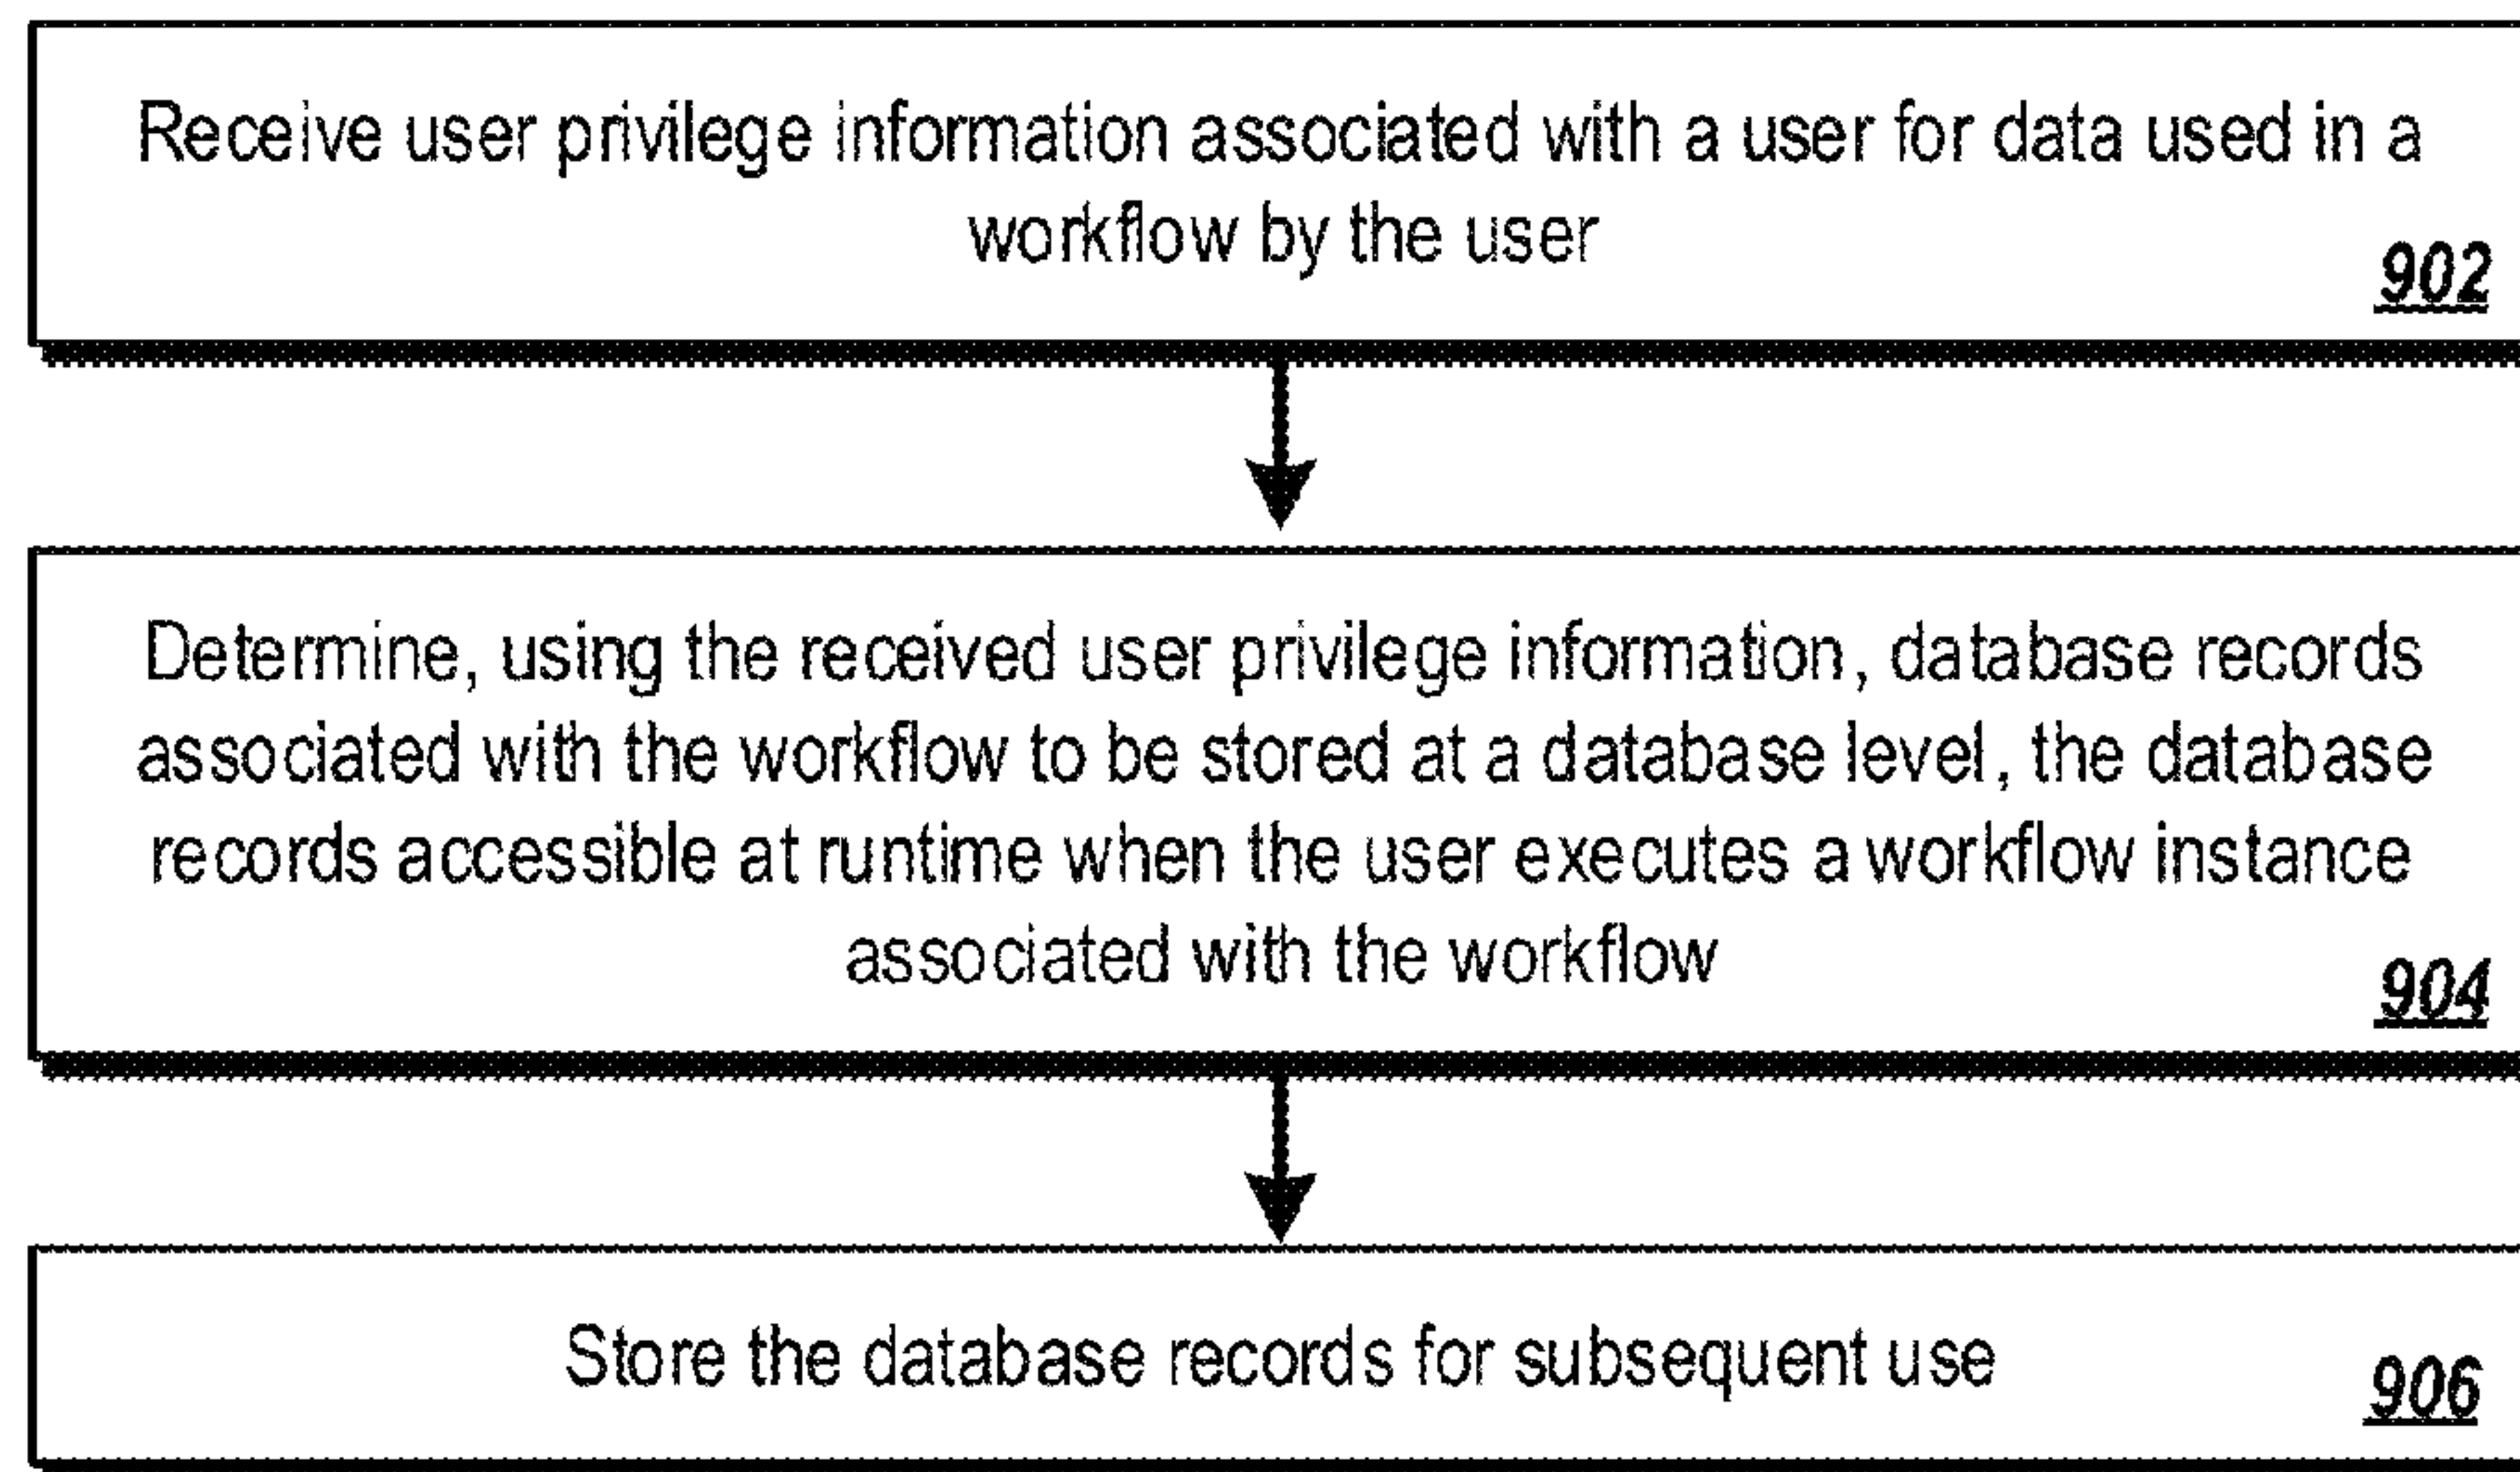 Receive user privilege information associated with a user for data used in a
workflow by the user
902
Determine, using the received user privilege information, database records
associated with the workflow to be stored at a database level, the database
records accessible at runtime when the user executes a workflow instance
associated with the workflow
904
Store the database records for subsequent use
906